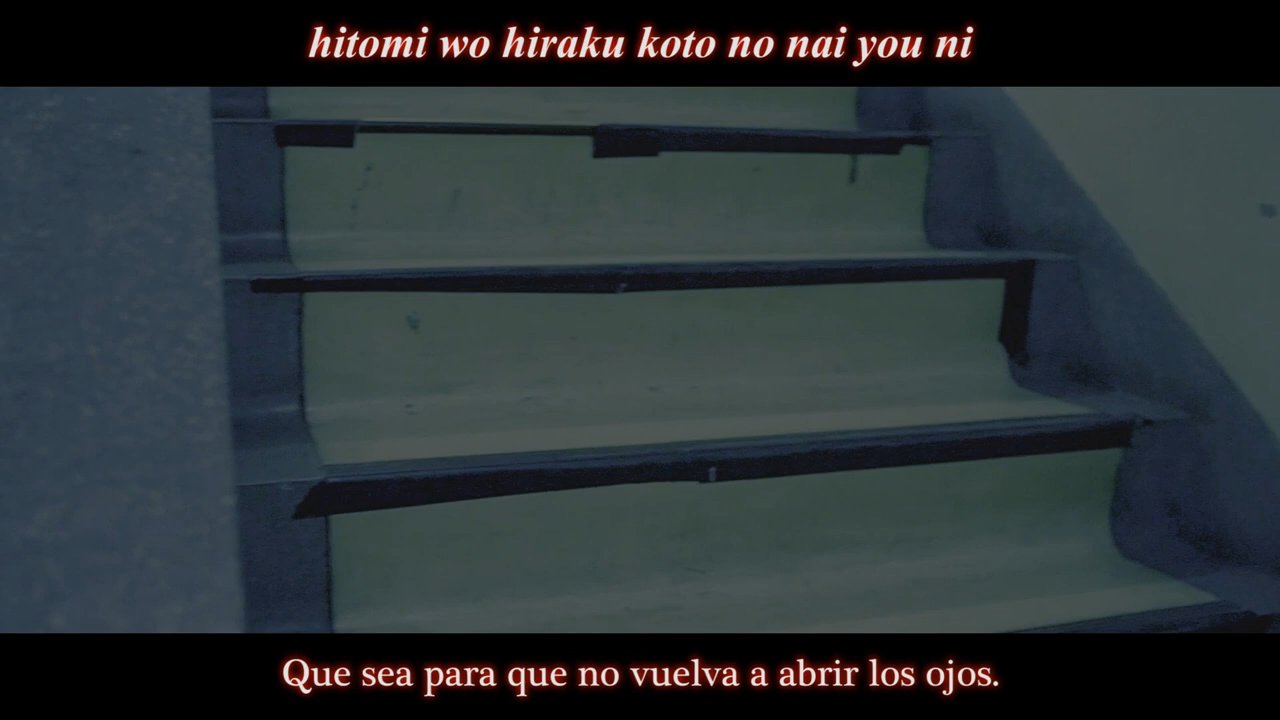 hitomi wo hiraku koto no nai you ni
Que sea para que no vuelva a abrir los ojos.